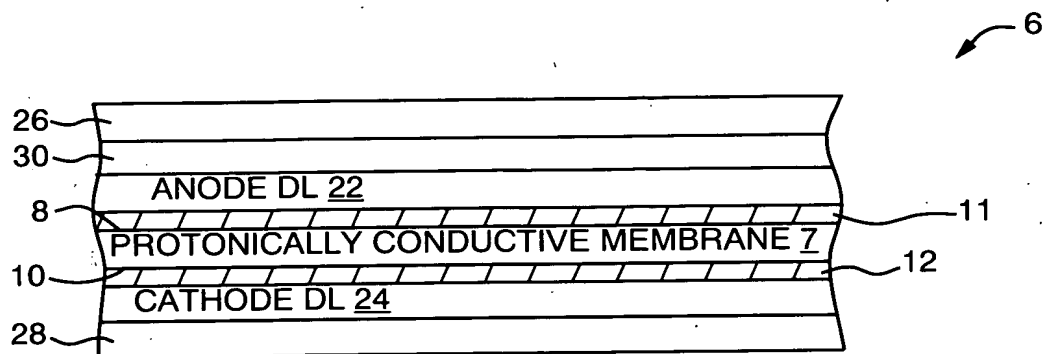 6
26
30
ANODE DL 22
8
11
PROTONICALLY CONDUCTIVE MEMBRANE 7
10
12
CATHODE DL 24
28